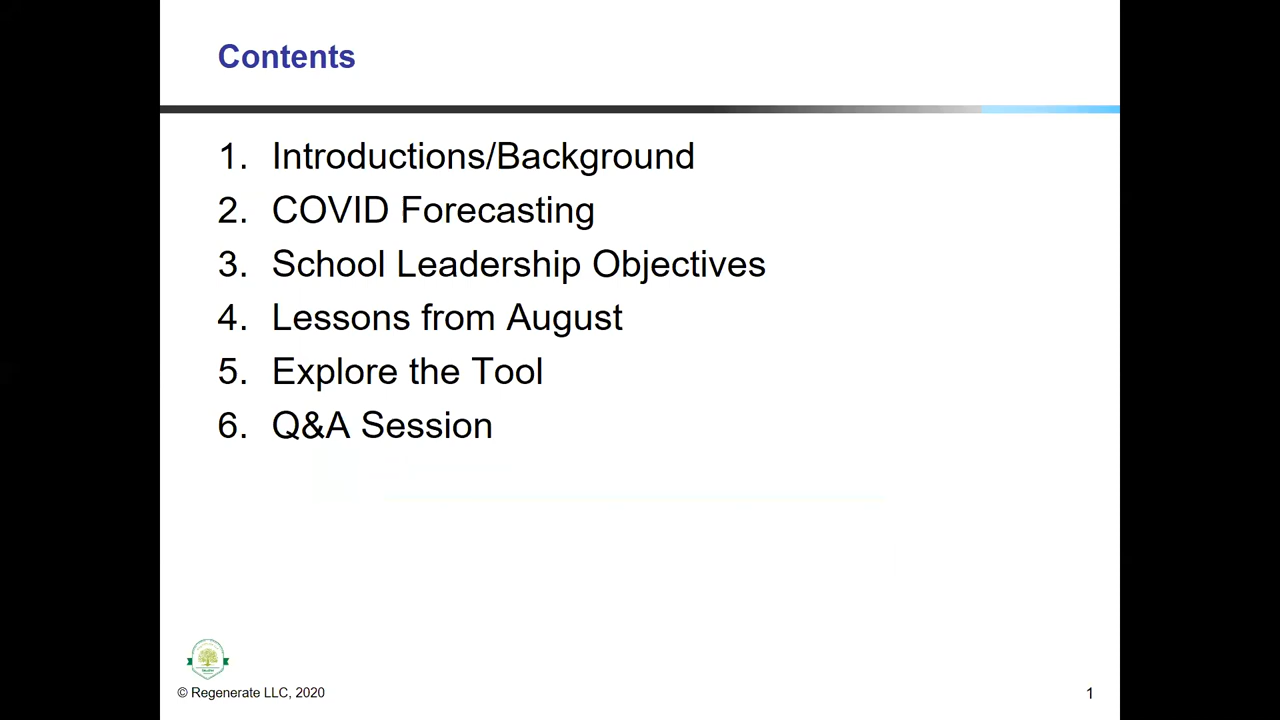 Contents
1. Introductions/Background
2. COVID Forecasting
3. School Leadership Objectives
4. Lessons from August
5. Explore the Tool
6. Q&A Session
© Regenerate LLC, 2020
1